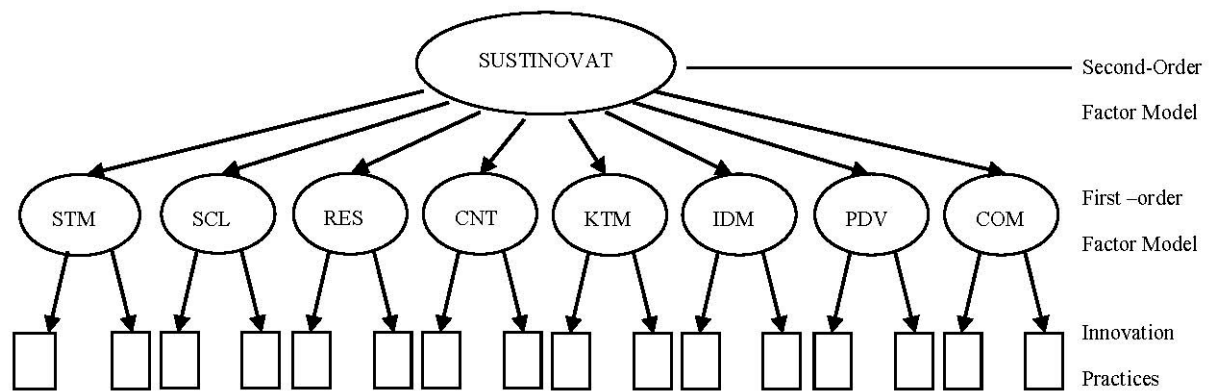 SUSTINOVAT
Second-Order
Factor Model
STM SCL RES CNT KTM IDM PDV COM
First –order
Factor Model
Innovation
Practices